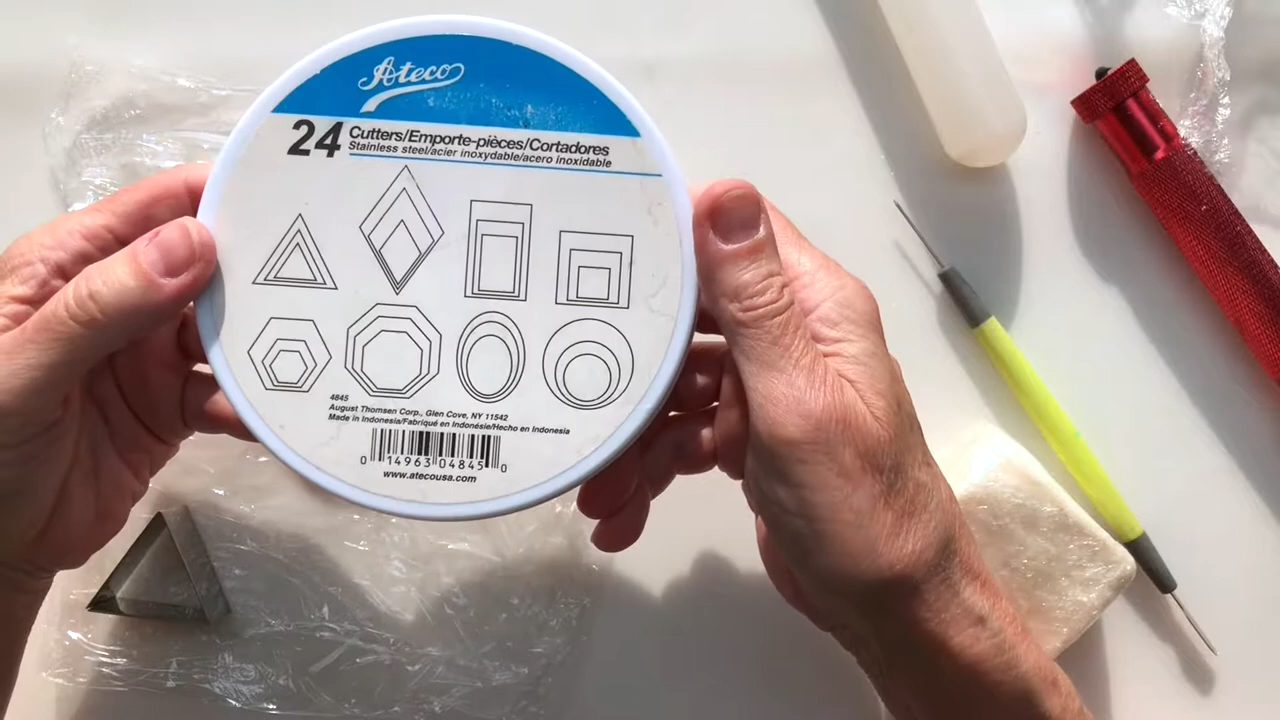 Ateco
24 Cutters/Emporte-pièces/Cortadores
Stainless steel/acier inoxydable/acero inoxidable
4845
August Thomsen Corp., Glen Cove, NY 11542
Made in Indonesia/Fabriqué en Indonésie/Hecho en Indonesia
0 14963 04845 0
www.atecousa.com